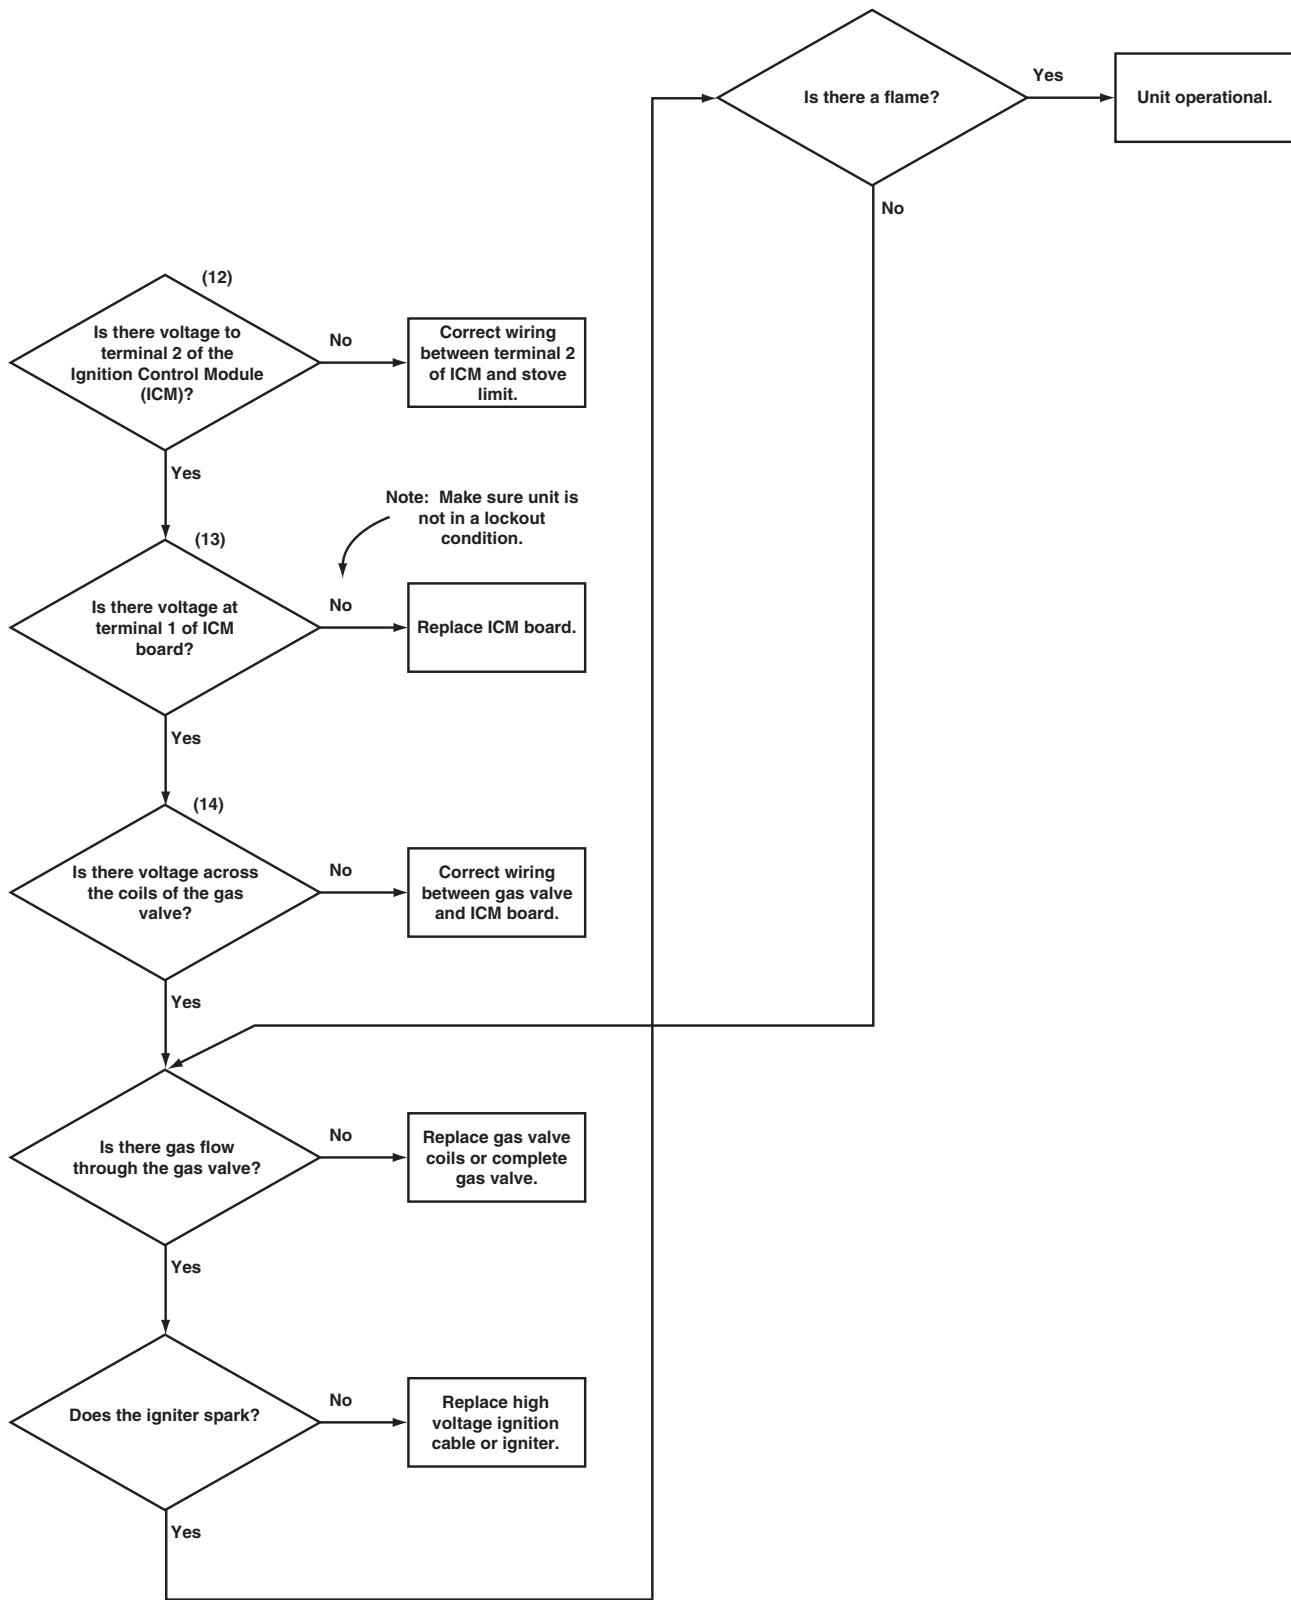 Is there a flame?
Yes
Unit operational.
No
(12)
Is there voltage to
terminal 2 of the
Ignition Control Module
(ICM)?
No
Correct wiring
between terminal 2
of ICM and stove
limit.
Yes
Note:  Make sure unit is
not in a lockout
condition.
(13)
Is there voltage at
terminal 1 of ICM
board?
No
Replace ICM board.
Yes
(14)
Is there voltage across
the coils of the gas
valve?
No
Correct wiring
between gas valve
and ICM board.
Yes
Is there gas flow
through the gas valve?
No
Replace gas valve
coils or complete
gas valve.
Yes
Does the igniter spark?
No
Replace high
voltage ignition
cable or igniter.
Yes